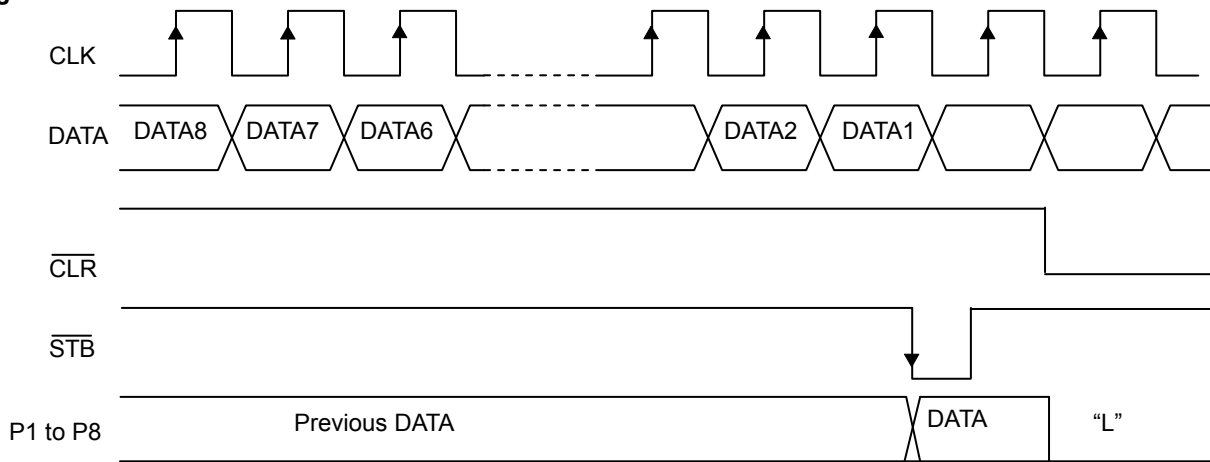 CLK
DATA DATA8 DATA7 DATA6 DATA2 DATA1
CLR
STB
P1 to P8 Previous DATA DATA “L”